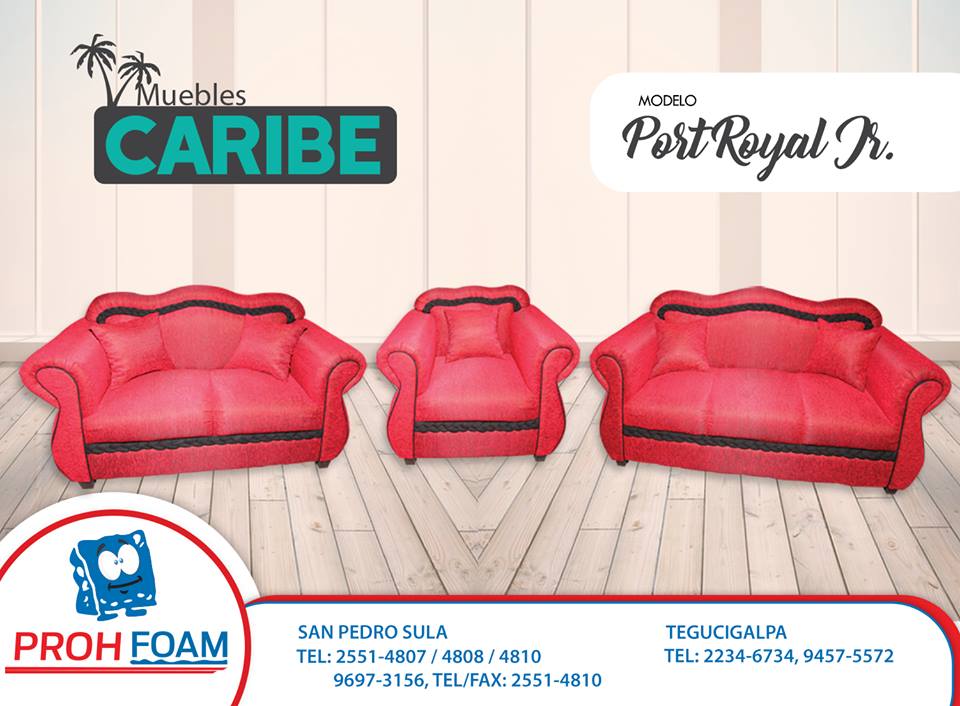 Muebles
CARIBE
MODELO
Port Royal Jr.
PROH FOAM
SAN PEDRO SULA
TEL: 2551-4807 / 4808 / 4810
9697-3156, TEL/FAX: 2551-4810
TEGUCIGALPA
TEL: 2234-6734, 9457-5572